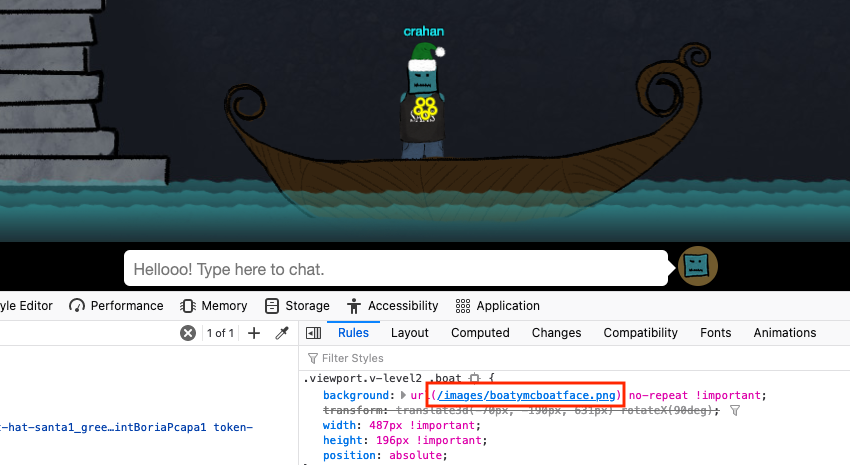 crahan
SANS
Hellooo! Type here to chat.
yle Editor Performance Memory Storage Accessibility Application
1 of 1 + Rules Layout Computed Changes Compatibility Fonts Animations
Filter Styles
.viewport.v-level2 .boat {
background: url(/images/boatymcboatface.png) no-repeat !important;
transform: translate3d(-70px, -190px, 631px) rotateX(90deg);
t-hat-santa1_gree…intBoriaPcapa1 token-
width: 487px !important;
height: 196px !important;
position: absolute;